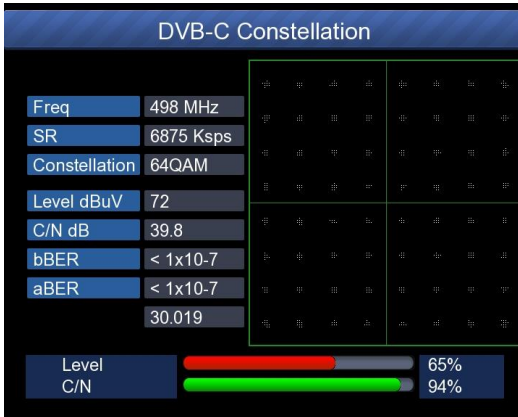 DVB-C Constellation
Freq 498 MHz
SR 6875 Ksps
Constellation 64QAM
Level dBuV 72
C/N dB 39.8
bBER < 1x10-7
aBER < 1x10-7
30.019
Level 65%
C/N 94%